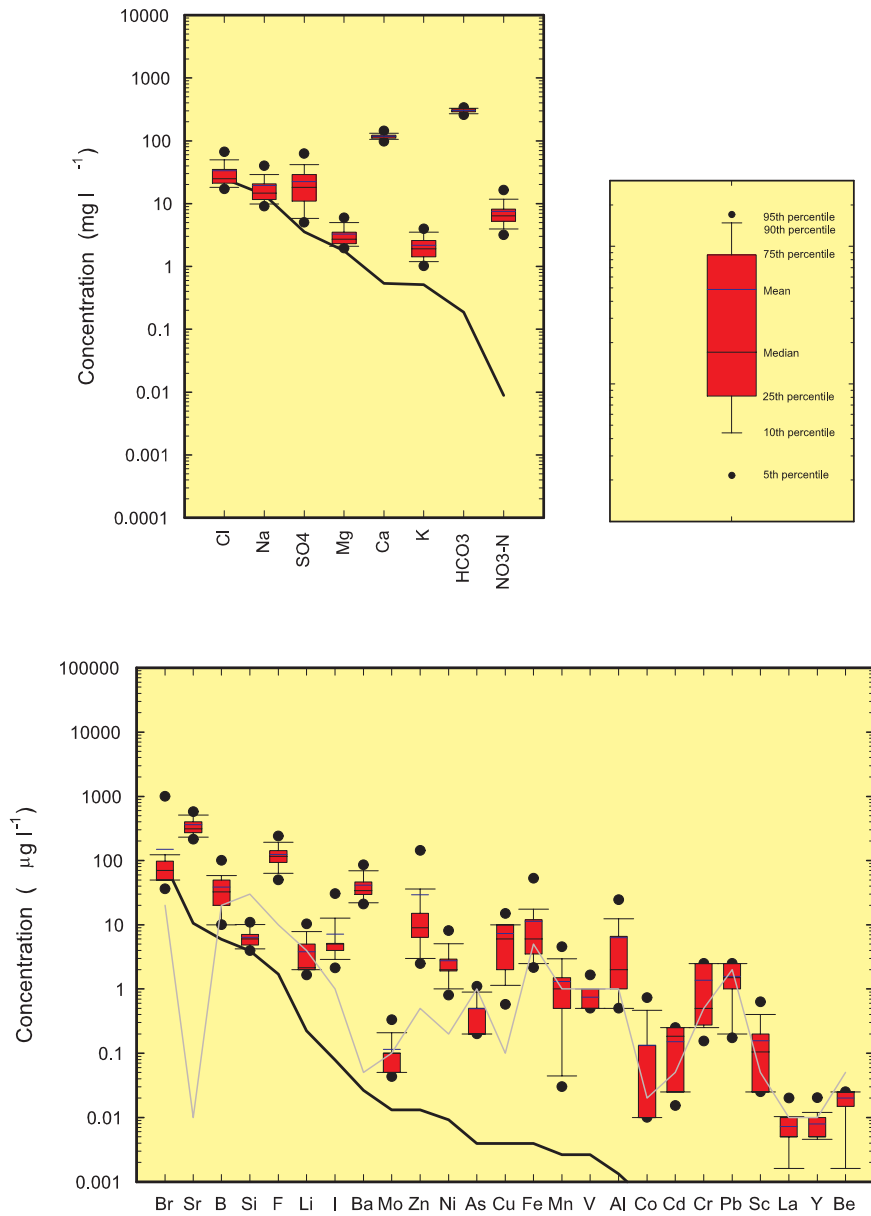 10000
1000
100
10
1
0.1
0.01
0.001
0.0001
Concentration (mg l -1)
Cl
Na
SO4
Mg
Ca
K
HCO3
NO3-N
95th percentile
90th percentile
75th percentile
Mean
Median
25th percentile
10th percentile
5th percentile
100000
10000
1000
100
10
1
0.1
0.01
0.001
Concentration ( µg l-1)
Br Sr B Si F Li I Ba Mo Zn Ni As Cu Fe Mn V Al Co Cd Cr Pb Sc La Y Be